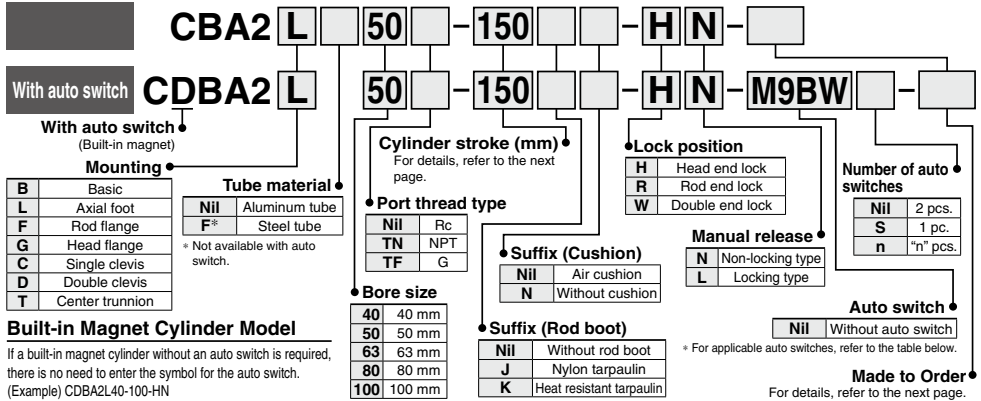 CBA2 L 50 - 150 - H N -
With auto switch CDBA2 L 50 - 150 - H N - M9BW -
With auto switch
(Built-in magnet)
Mounting
B Basic
L Axial foot
F Rod flange
G Head flange
C Single clevis
D Double clevis
T Center trunnion
Tube material
Nil Aluminum tube
F* Steel tube
* Not available with auto
switch.
Built-in Magnet Cylinder Model
If a built-in magnet cylinder without an auto switch is required,
there is no need to enter the symbol for the auto switch.
(Example) CDBA2L40-100-HN
Cylinder stroke (mm)
For details, refer to the next
page.
Port thread type
Nil Rc
TN NPT
TF G
Bore size
40 40 mm
50 50 mm
63 63 mm
80 80 mm
100 100 mm
Suffix (Cushion)
Nil Air cushion
N Without cushion
Suffix (Rod boot)
Nil Without rod boot
J Nylon tarpaulin
K Heat resistant tarpaulin
Lock position
H Head end lock
R Rod end lock
W Double end lock
Manual release
N Non-locking type
L Locking type
Number of auto
switches
Nil 2 pcs.
S 1 pc.
n "n" pcs.
Auto switch
Nil Without auto switch
* For applicable auto switches, refer to the table below.
Made to Order
For details, refer to the next page.